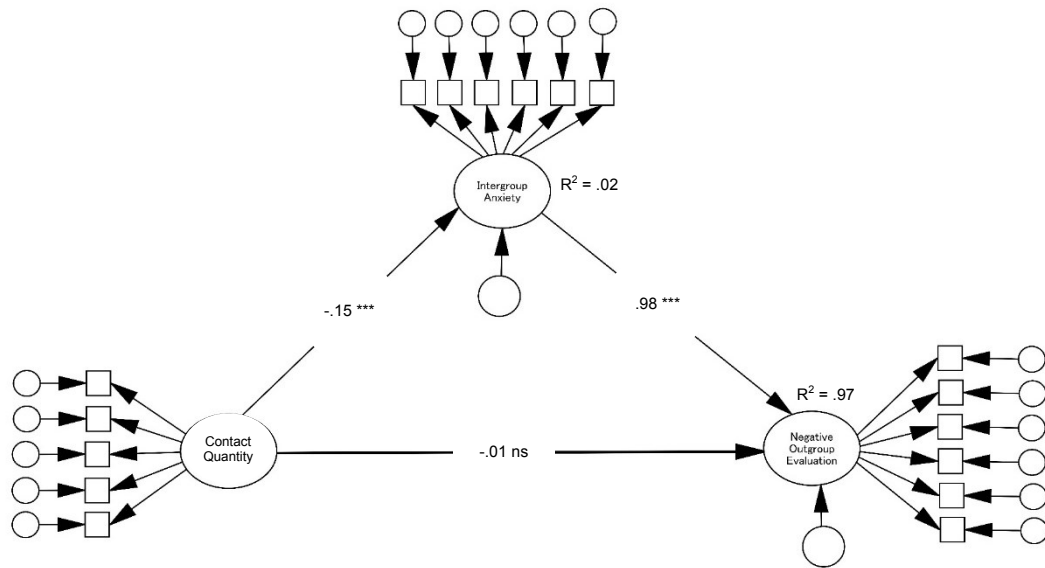 Intergroup
Anxiety
R² = .02
-.15 ***
.98 ***
R² = .97
Contact
Quantity
-.01 ns
Negative
Outgroup
Evaluation